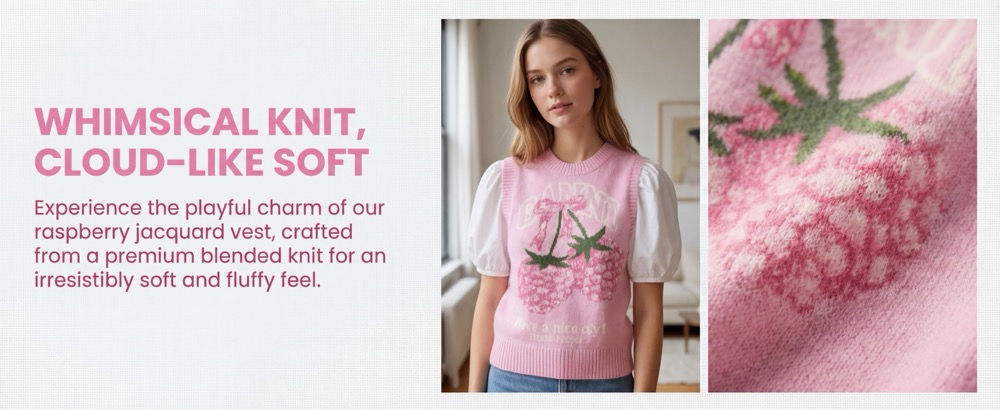 WHIMSICAL KNIT,
CLOUD-LIKE SOFT
Experience the playful charm of our
raspberry jacquard vest, crafted
from a premium blended knit for an
irresistibly soft and fluffy feel.
a nice